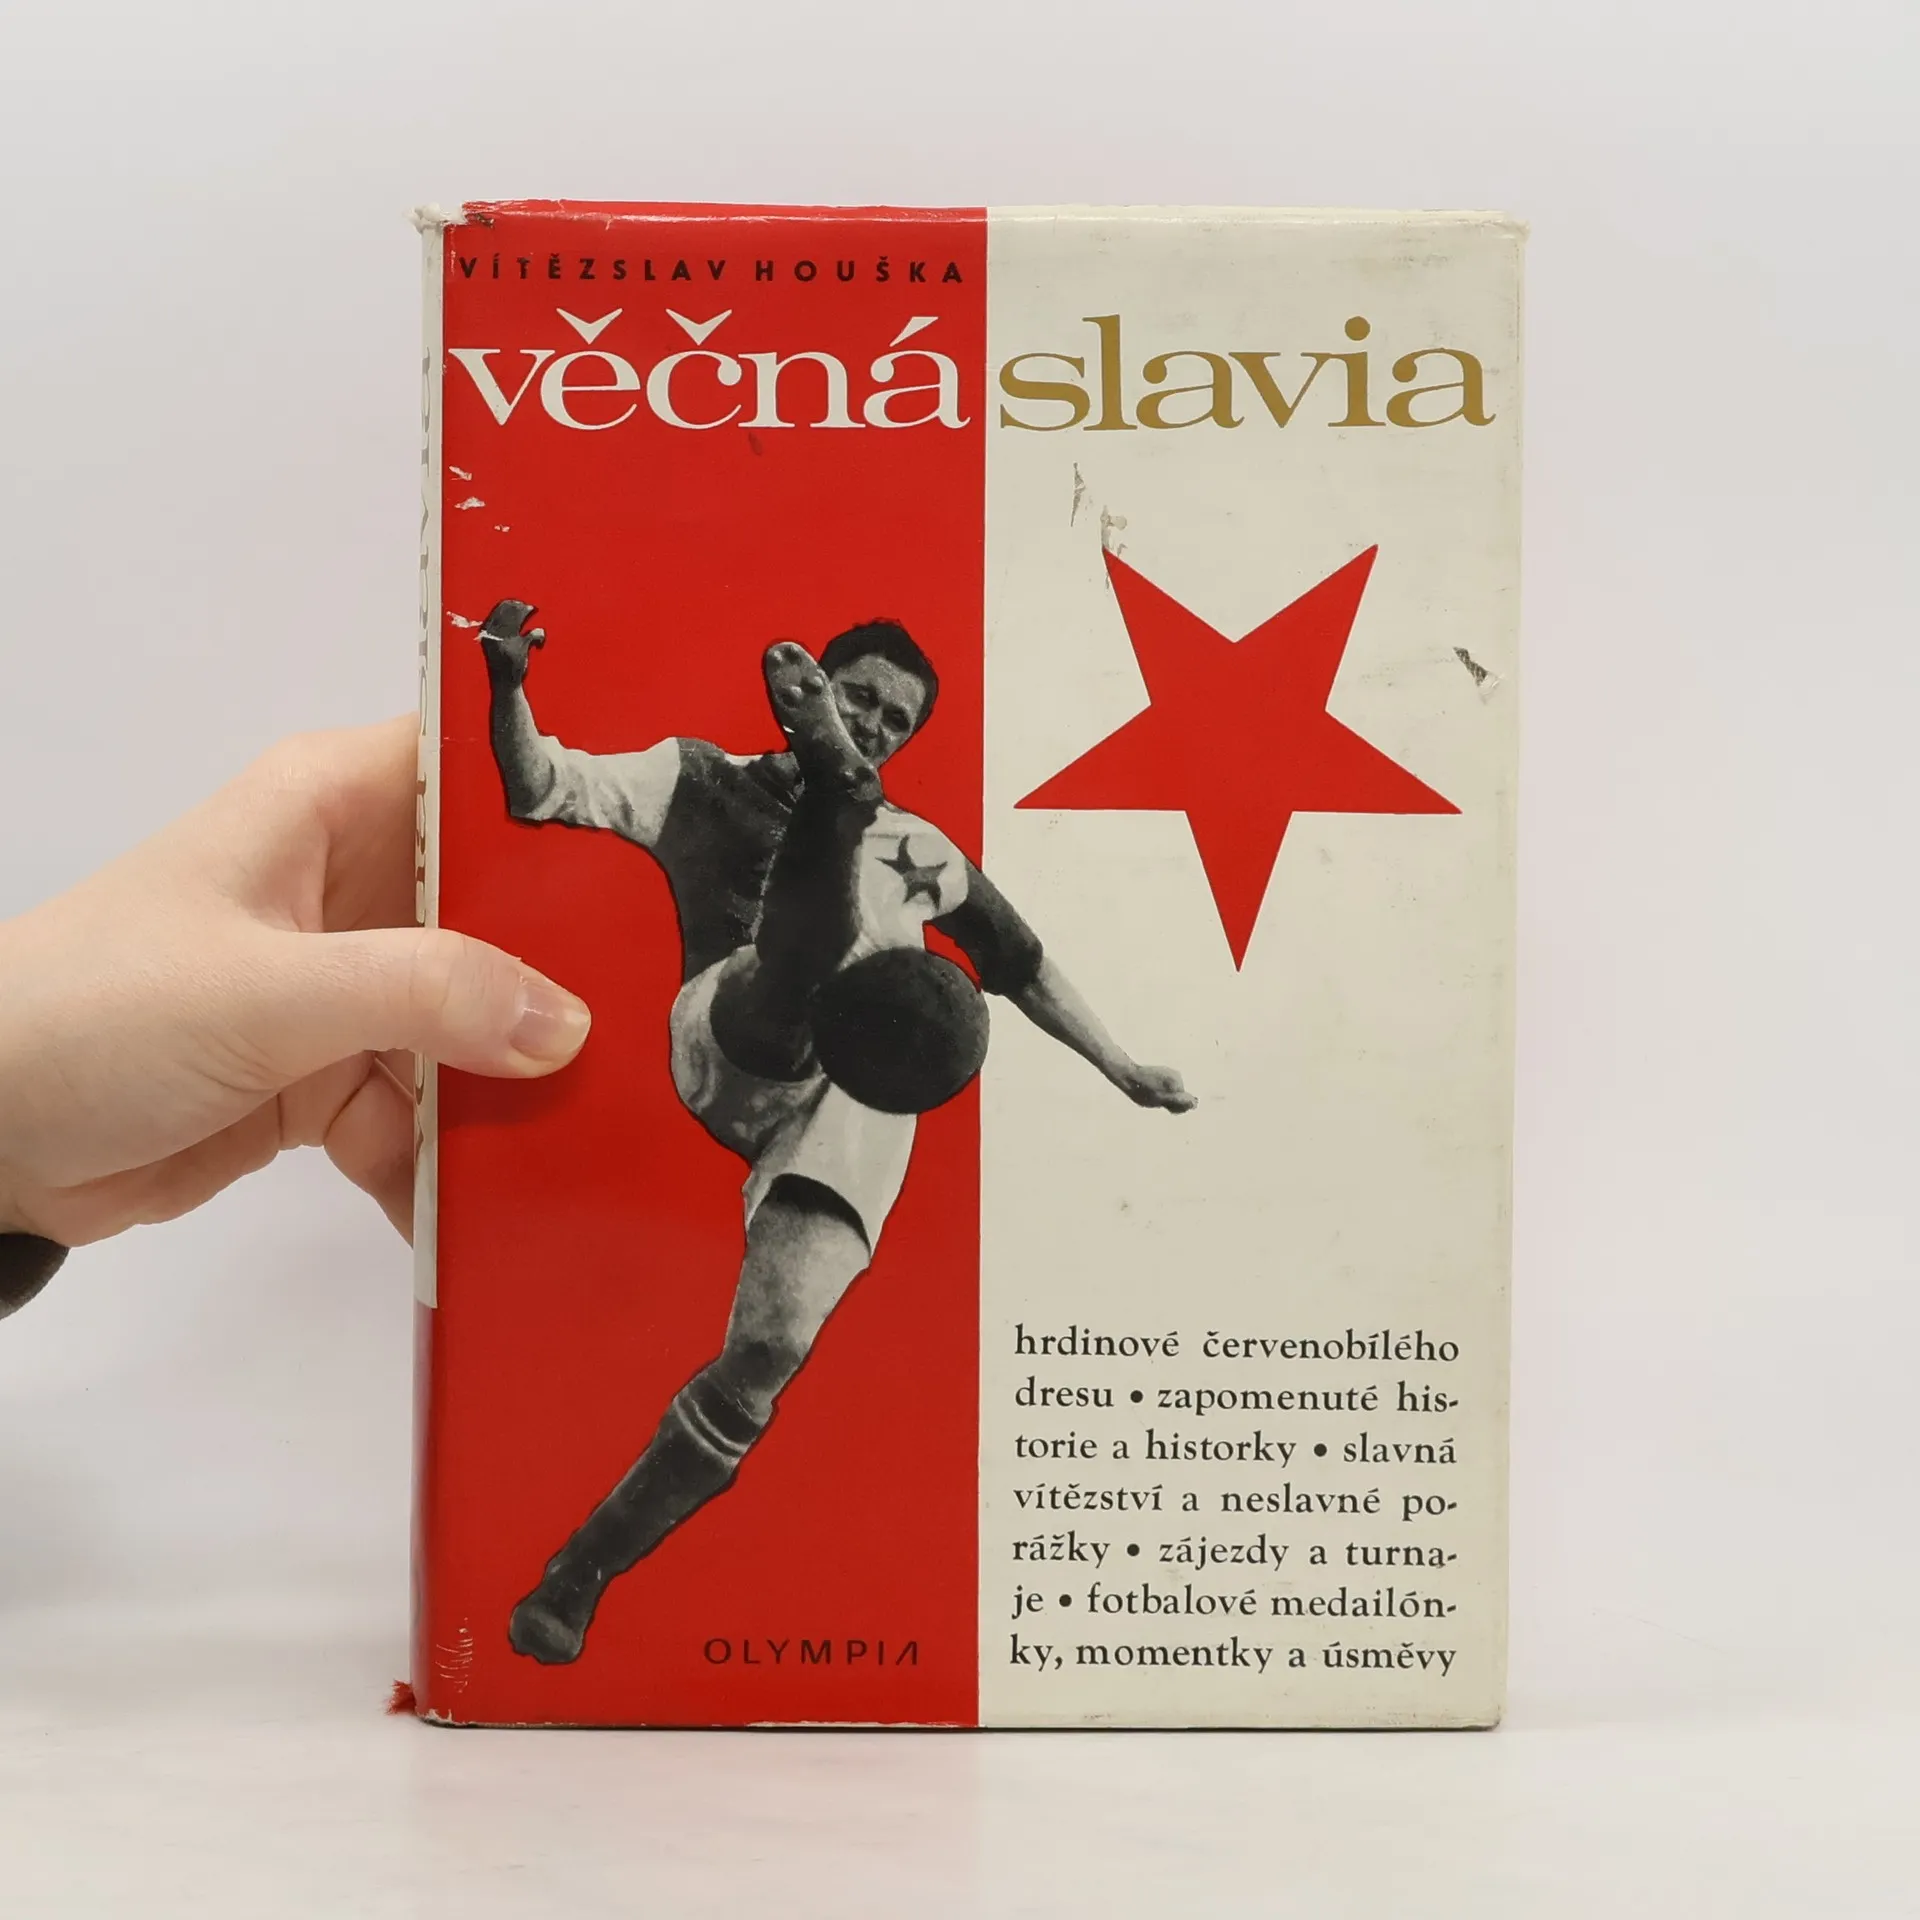 VÍTĚZSLAV HOUŠKA
věčná slavia
hrdinové červenobílého
dresu • zapomenuté his-
torie a historky • slavná
vítězství a neslavné po-
rážky • zájezdy a turna-
je • fotbalové medailón-
ky, momentky a úsměvy
OLYMPIA